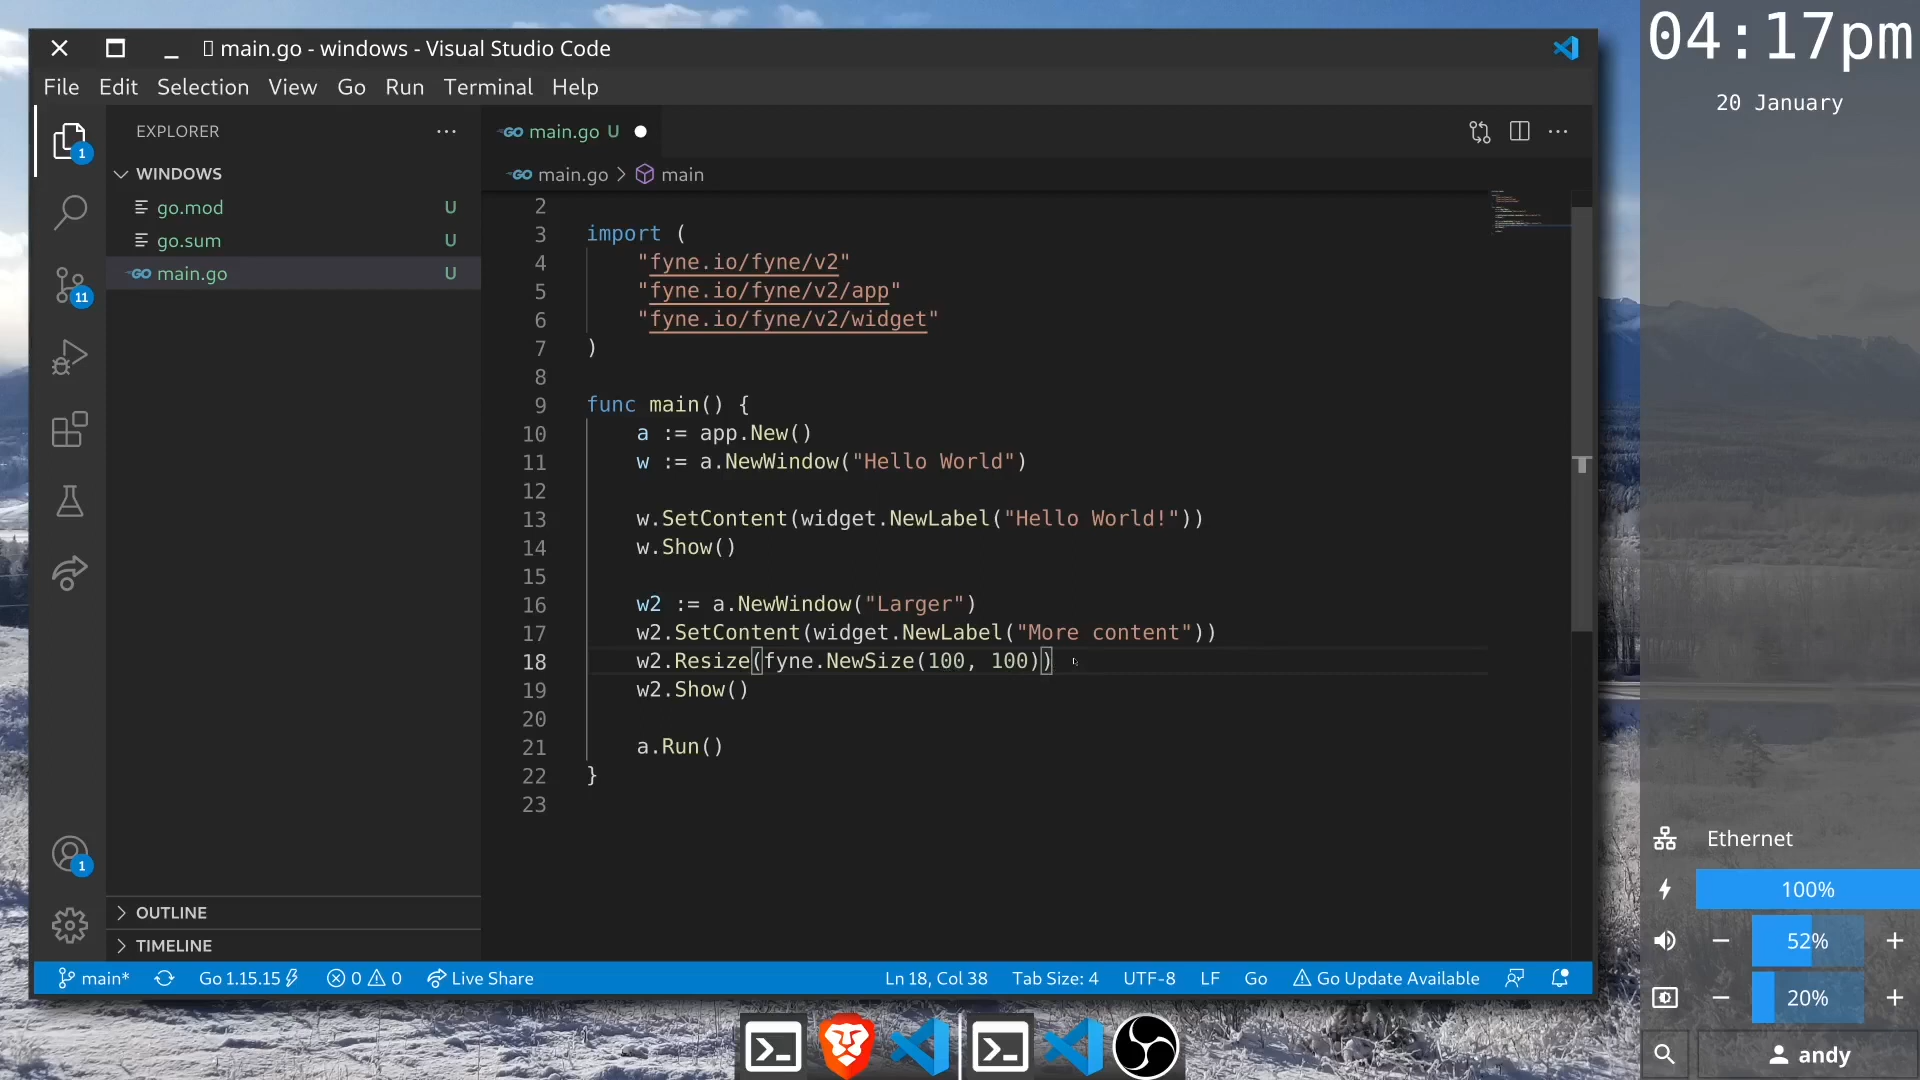 main.go - windows - Visual Studio Code
File Edit Selection View Go Run Terminal Help
EXPLORER
WINDOWS
go.mod U
go.sum U
main.go U
OUTLINE
TIMELINE
1
11
1
GO main.go U
GO main.go > main
2
3 import (
4 "fyne.io/fyne/v2"
5 "fyne.io/fyne/v2/app"
6 "fyne.io/fyne/v2/widget"
7 )
8
9 func main() {
10 a := app.New()
11 w := a.NewWindow("Hello World")
12
13 w.SetContent(widget.NewLabel("Hello World!"))
14 w.Show()
15
16 w2 := a.NewWindow("Larger")
17 w2.SetContent(widget.NewLabel("More content"))
18 w2.Resize(fyne.NewSize(100, 100))
19 w2.Show()
20
21 a.Run()
22 }
23
main* Go 1.15.15 0 0 Live Share Ln 18, Col 38 Tab Size: 4 UTF-8 LF Go Go Update Available
04:17pm
20 January
Ethernet
100%
− 52% +
− 20% +
andy